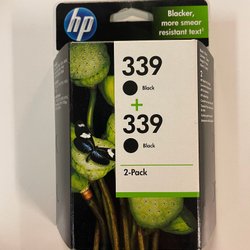 hp
Blacker,
more smear
resistant text¹
339
Black
+
339
Black
2-Pack